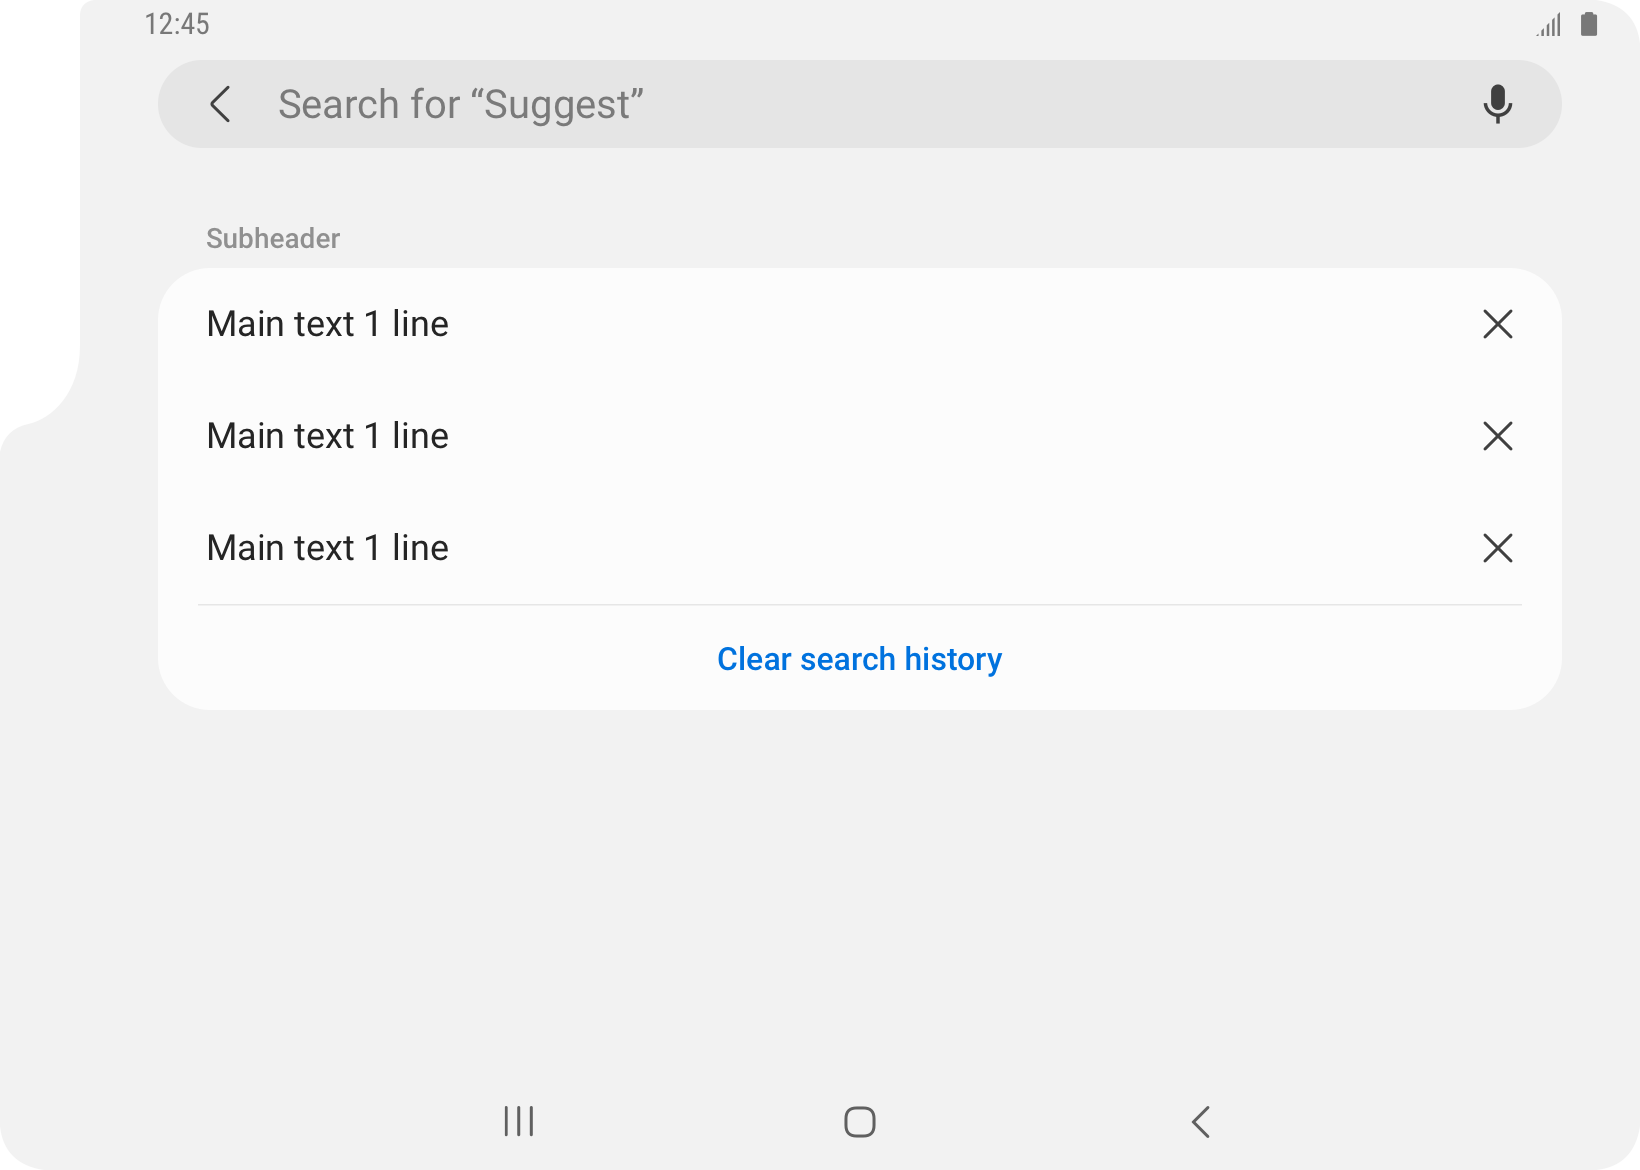 12:45
Search for “Suggest”
Subheader
Main text 1 line
Main text 1 line
Main text 1 line
Clear search history